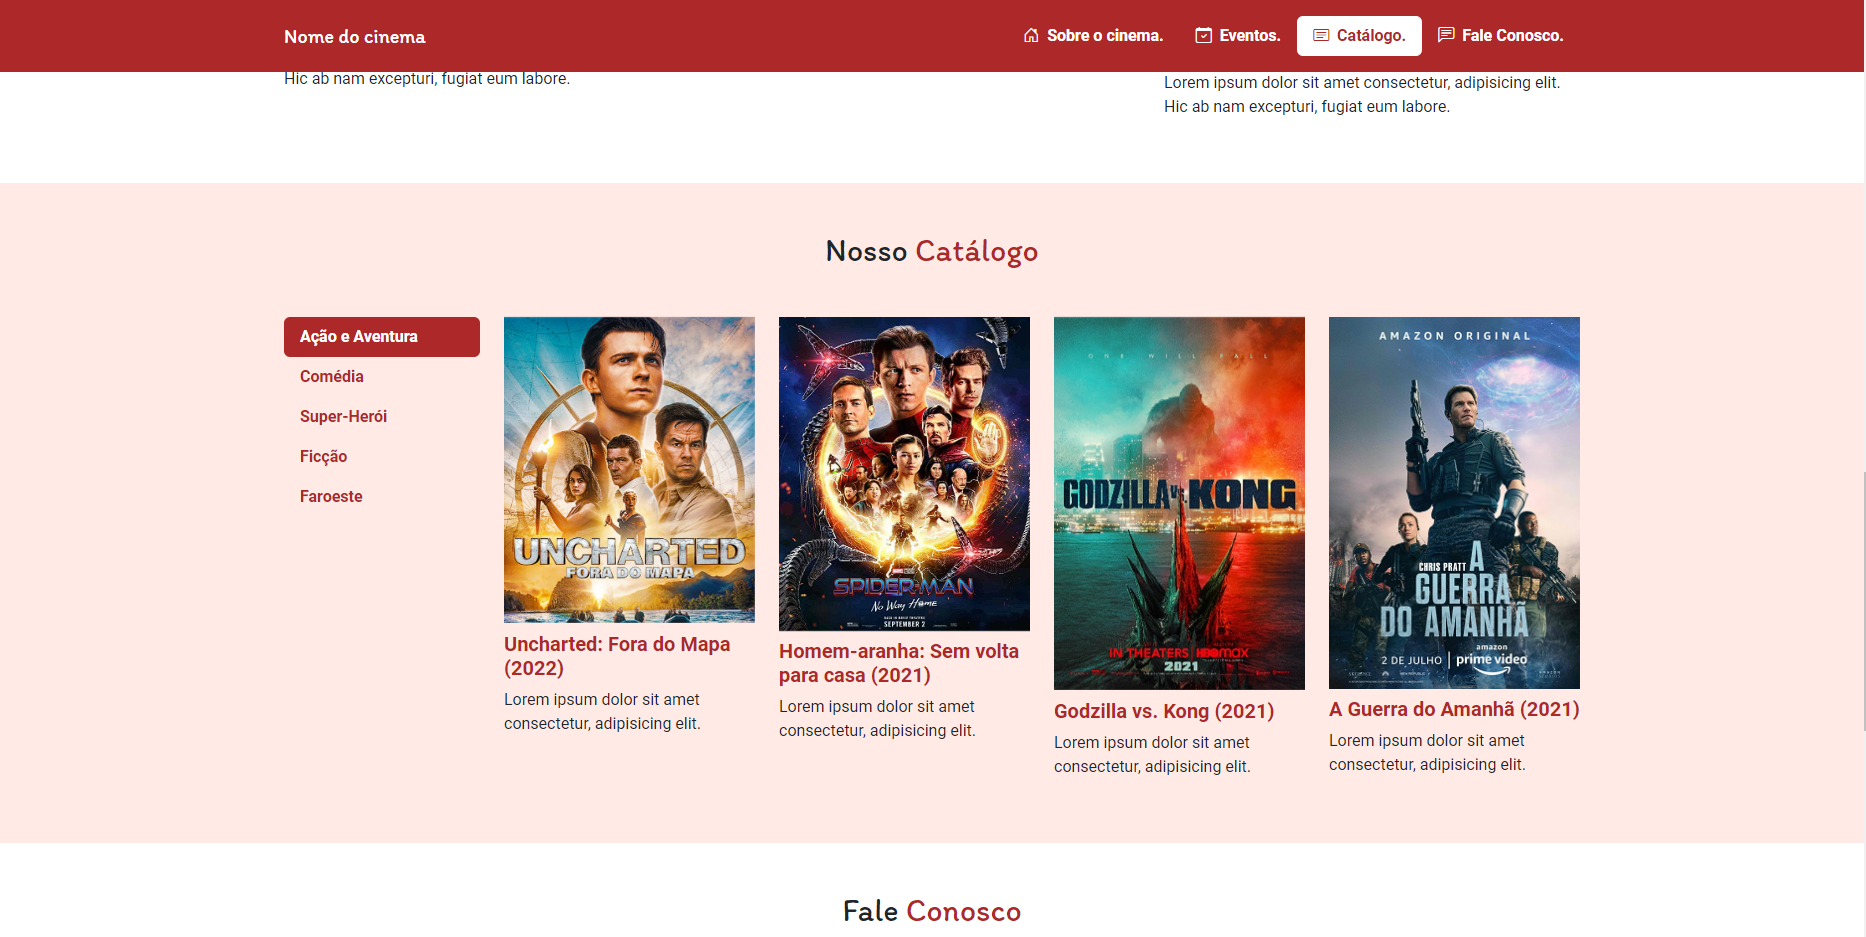 Nome do cinema
Sobre o cinema.
Eventos.
Catálogo.
Fale Conosco.
Hic ab nam excepturi, fugiat eum labore.
Lorem ipsum dolor sit amet consectetur, adipisicing elit.
Hic ab nam excepturi, fugiat eum labore.
Nosso Catálogo
Ação e Aventura
Comédia
Super-Herói
Ficção
Faroeste
UNCHARTED
FORA DO MAPA
Uncharted: Fora do Mapa
(2022)
Lorem ipsum dolor sit amet
consectetur, adipisicing elit.
SPIDER-MAN
No Way Home
SEPTEMBER 2
Homem-aranha: Sem volta
para casa (2021)
Lorem ipsum dolor sit amet
consectetur, adipisicing elit.
ONE WILL FALL
GODZILLA vs. KONG
IN THEATERS HBOMAX
2021
Godzilla vs. Kong (2021)
Lorem ipsum dolor sit amet
consectetur, adipisicing elit.
AMAZON ORIGINAL
CHRIS PRATT
A
GUERRA
DO AMANHÃ
2 DE JULHO
amazon
prime video
A Guerra do Amanhã (2021)
Lorem ipsum dolor sit amet
consectetur, adipisicing elit.
Fale Conosco